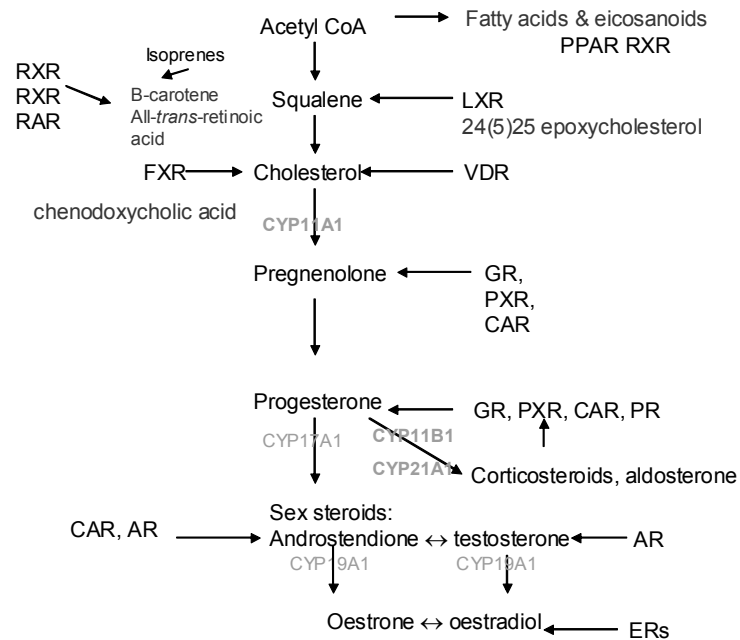 Acetyl CoA
Fatty acids & eicosanoids
PPAR RXR
Isoprenes
RXR
RXR
RAR
B-carotene
All-trans-retinoic
acid
Squalene
LXR
24(5)25 epoxycholesterol
FXR
Cholesterol
VDR
chenodoxycholic acid
CYP11A1
Pregnenolone
GR,
PXR,
CAR
Progesterone
GR, PXR, CAR, PR
CYP17A1
CYP11B1
CYP21A1
Corticosteroids, aldosterone
Sex steroids:
CAR, AR
Androstendione ↔ testosterone
AR
CYP19A1
CYP19A1
Oestrone ↔ oestradiol
ERs